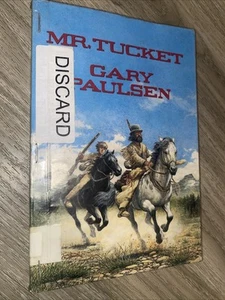 MR. TUCKET
GARY
PAULSEN
DISCARD